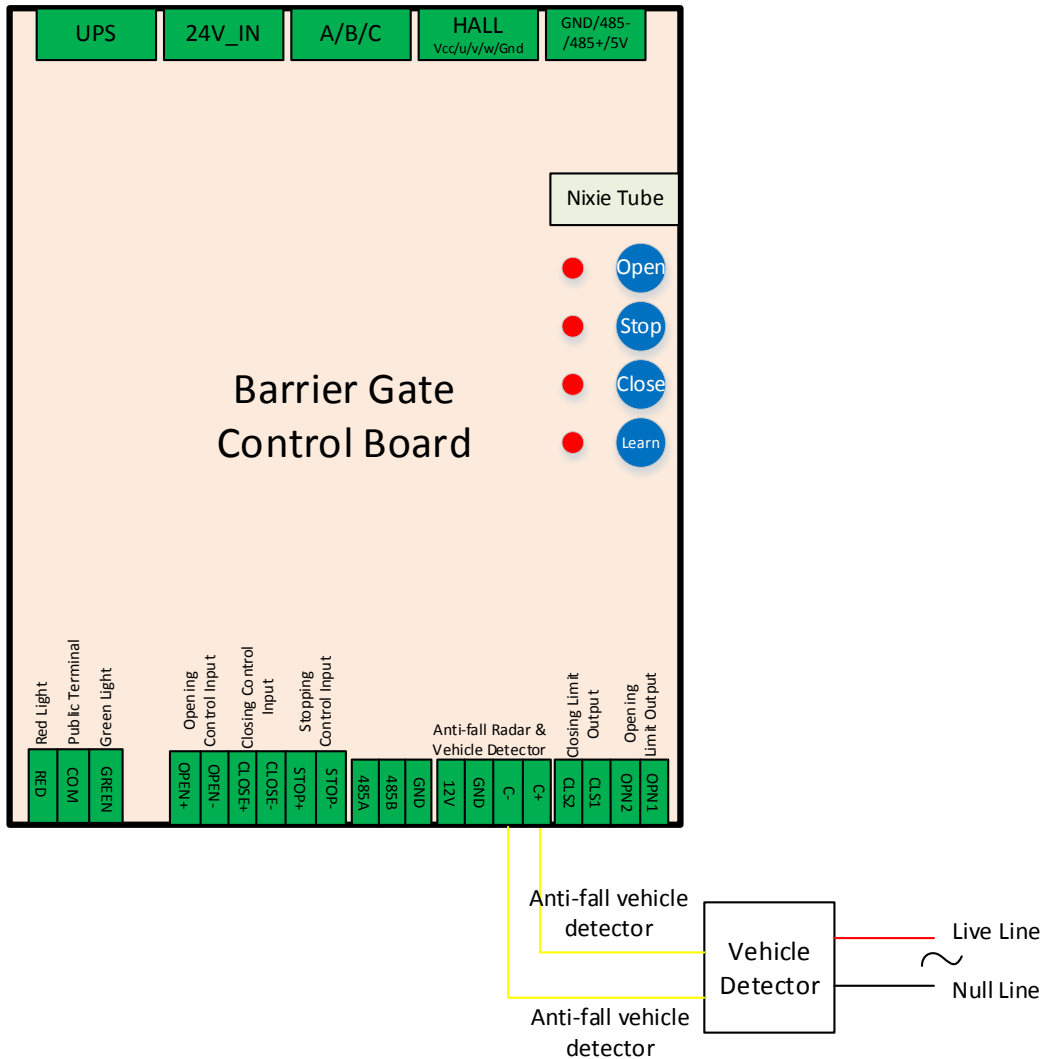 UPS
24V_IN
A/B/C
HALL
Vcc/u/v/w/Gnd
GND/485-
/485+/5V
Nixie Tube
Open
Stop
Close
Learn
Barrier Gate
Control Board
Red Light
Public Terminal
Green Light
Opening
Control Input
Closing Control
Input
Stopping
Control Input
Anti-fall Radar &
Vehicle Detector
Closing Limit
Output
Opening
Limit Output
RED
COM
GREEN
OPEN+
OPEN-
CLOSE+
CLOSE-
STOP+
STOP-
485A
485B
GND
12V
GND
C-
C+
CLS2
CLS1
OPN2
OPN1
Anti-fall vehicle
detector
Vehicle
Detector
Live Line
Null Line
Anti-fall vehicle
detector